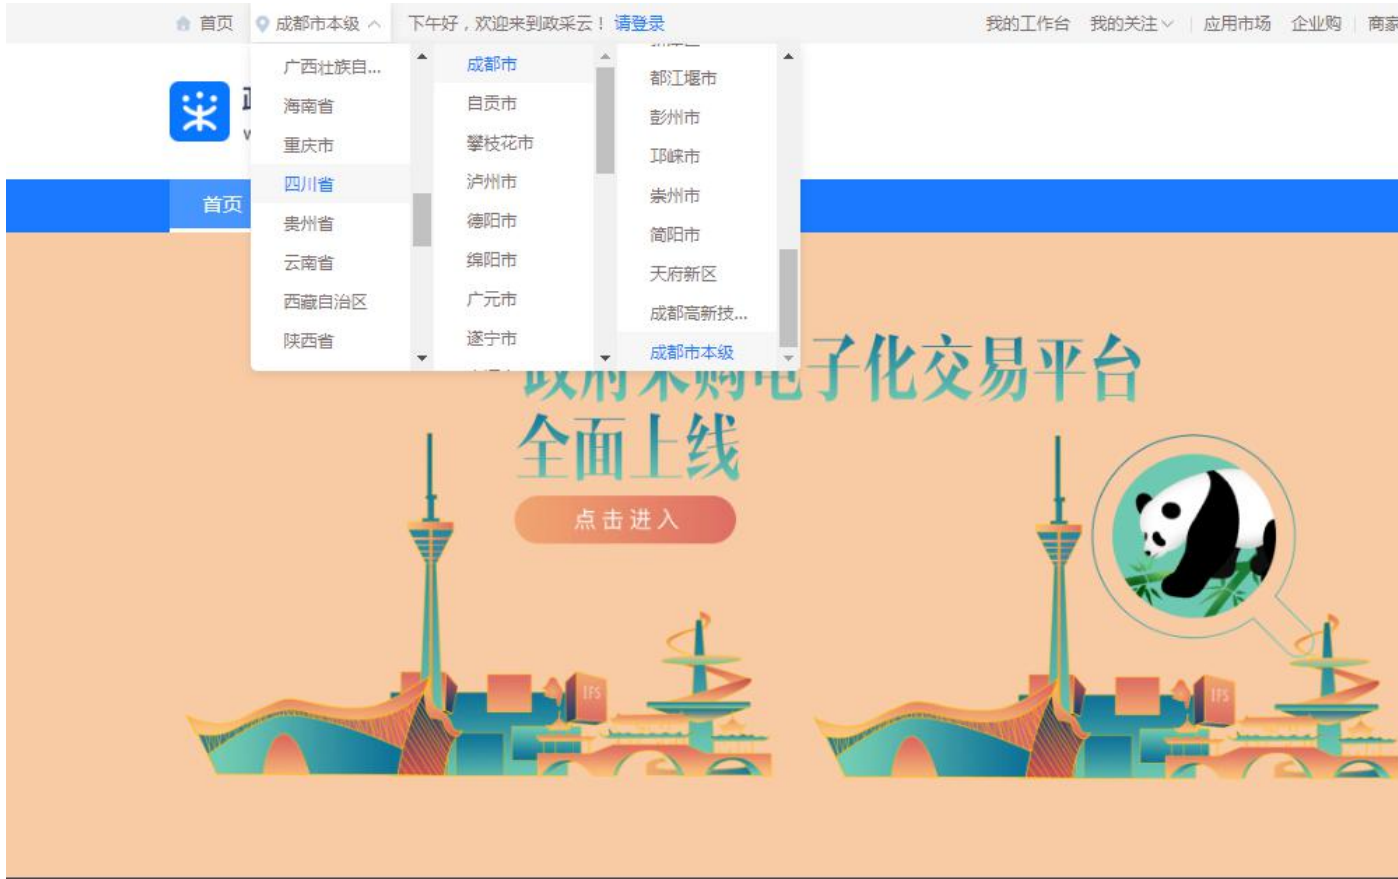 首页 成都市本级 下午好，欢迎来到政采云！ 请登录 我的工作台 我的关注 应用市场 企业购 商家
广西壮族自...
海南省
重庆市
四川省
贵州省
云南省
西藏自治区
陕西省
成都市
自贡市
攀枝花市
泸州市
德阳市
绵阳市
广元市
遂宁市
都江堰市
彭州市
邛崃市
崇州市
简阳市
天府新区
成都高新技...
成都市本级
首页
政府采购电子化交易平台
全面上线
点击进入
IFS
IFS